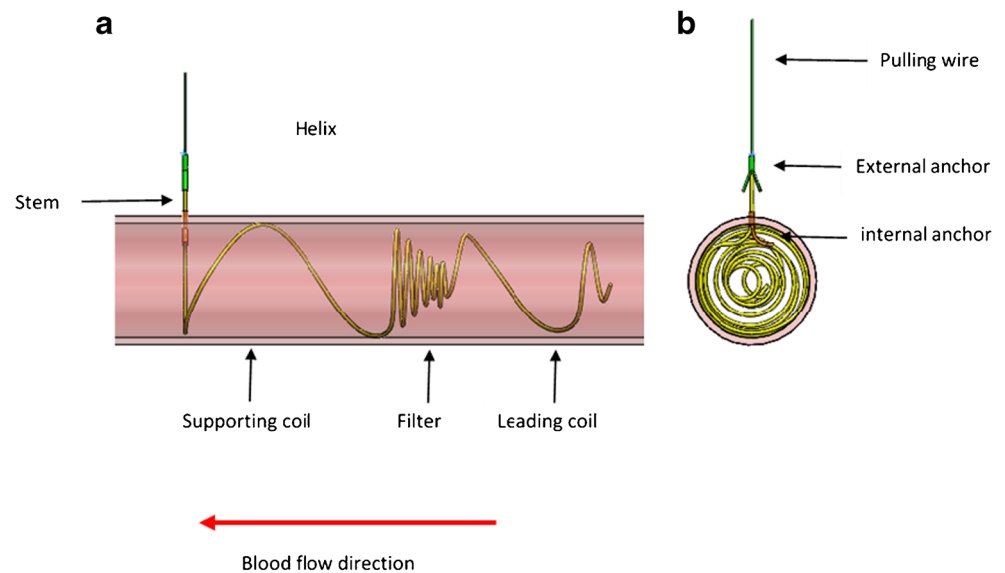 a
b
Pulling wire
Helix
External anchor
Stem
internal anchor
Supporting coil
Filter
Leading coil
Blood flow direction